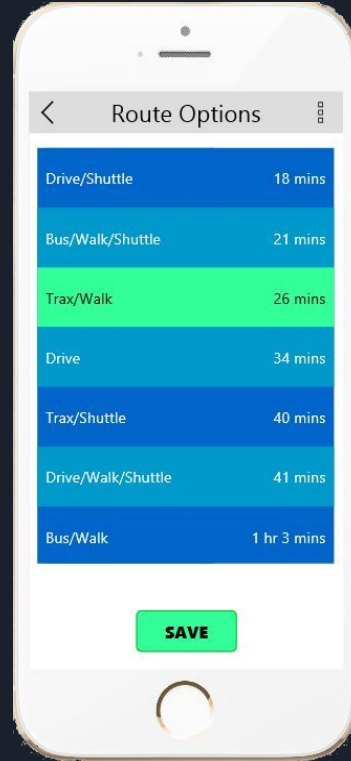 Route Options
Drive/Shuttle 18 mins
Bus/Walk/Shuttle 21 mins
Trax/Walk 26 mins
Drive 34 mins
Trax/Shuttle 40 mins
Drive/Walk/Shuttle 41 mins
Bus/Walk 1 hr 3 mins
SAVE